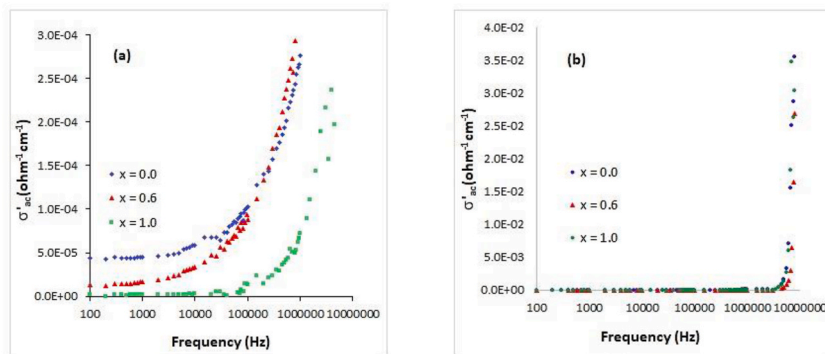 3.0E-04
2.5E-04
2.0E-04
1.5E-04
1.0E-04
5.0E-05
0.0E+00
σ'ac(ohm⁻¹cm⁻¹)
(a)
x = 0.0
x = 0.6
x = 1.0
100 1000 10000 100000
Frequency (Hz)
4.0E-02
3.5E-02
3.0E-02
2.5E-02
2.0E-02
1.5E-02
1.0E-02
5.0E-03
0.0E+00
σ'ac(ohm⁻¹cm⁻¹)
(b)
x = 0.0
x = 0.6
x = 1.0
100 1000 10000 100000
Frequency (Hz)